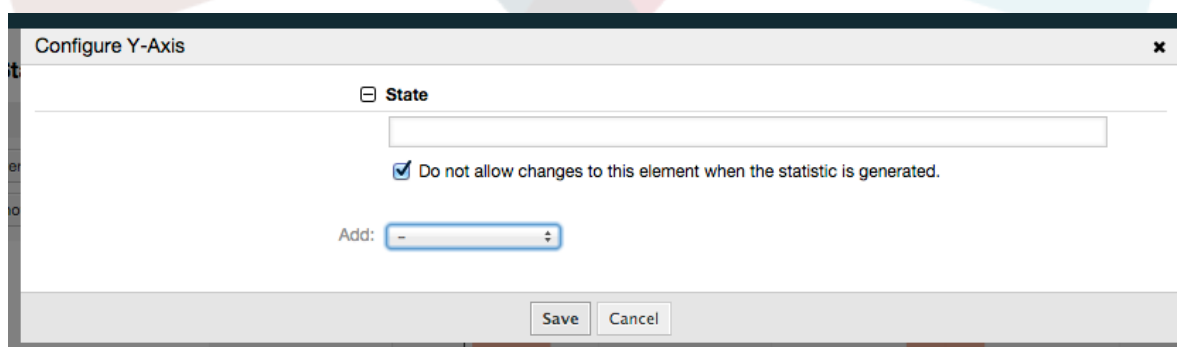 Configure Y-Axis
State
Do not allow changes to this element when the statistic is generated.
Add: –
Save Cancel